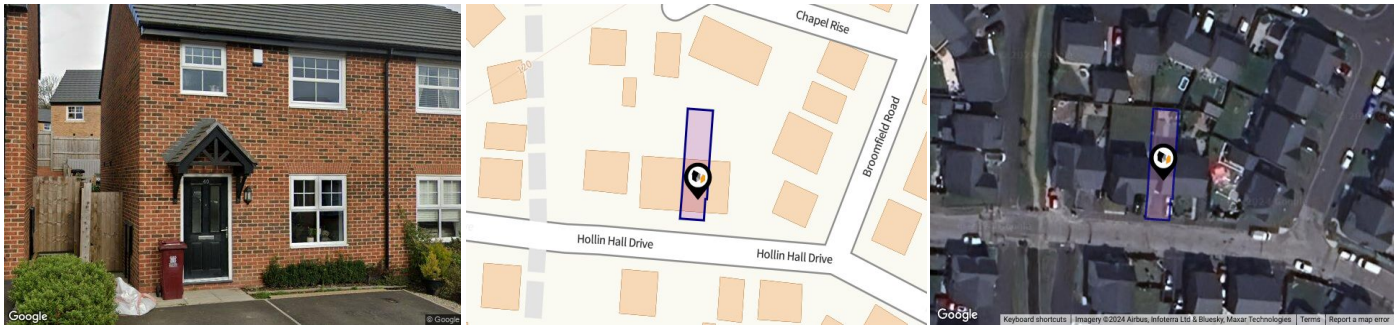 Google
© Google
120
Chapel Rise
Broomfield Road
Hollin Hall Drive
Hollin Hall Drive
Google
Keyboard shortcuts
Imagery ©2024 Airbus, Infoterra Ltd & Bluesky, Maxar Technologies
Terms
Report a map error